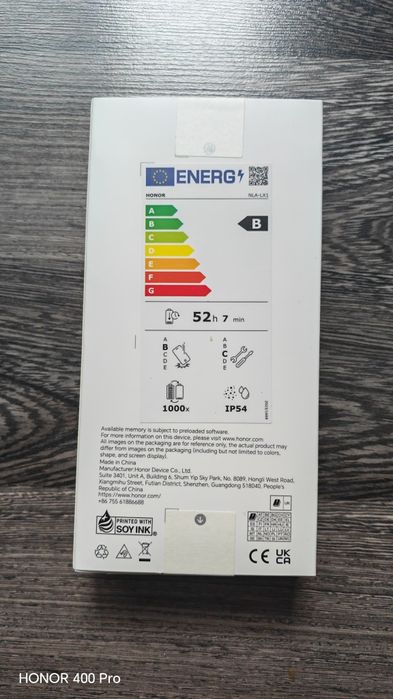 ENERG
HONOR
NLA-LX1
A
B
C
D
E
F
G
B
52h 7 min
A
B
C
D
E
A
B
C
D
E
1000x
IP54
2023/1669
Available memory is subject to preloaded software.
For more information on this device, please visit www.honor.com
All images on the packaging are for reference only, the actual product may
differ from images on the packaging (including but not limited to colors,
shape, and screen display).
Made in China
Manufacturer:Honor Device Co., Ltd.
Suite 3401, Unit A, Building 6, Shum Yip Sky Park, No. 8089, Hongli West Road,
Xiangmihu Street, Futian District, Shenzhen, Guangdong 518040, People's
Republic of China
https://www.honor.com/
+86 755 61886688
PRINTED WITH
SOY INK
CE UK
CA
HONOR 400 Pro